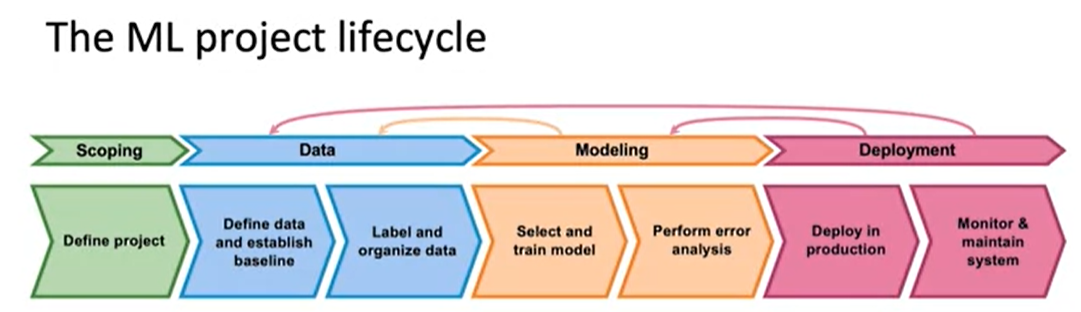 The ML project lifecycle
Scoping
Data
Modeling
Deployment
Define project
Define data
and establish
baseline
Label and
organize data
Select and
train model
Perform error
analysis
Deploy in
production
Monitor &
maintain
system